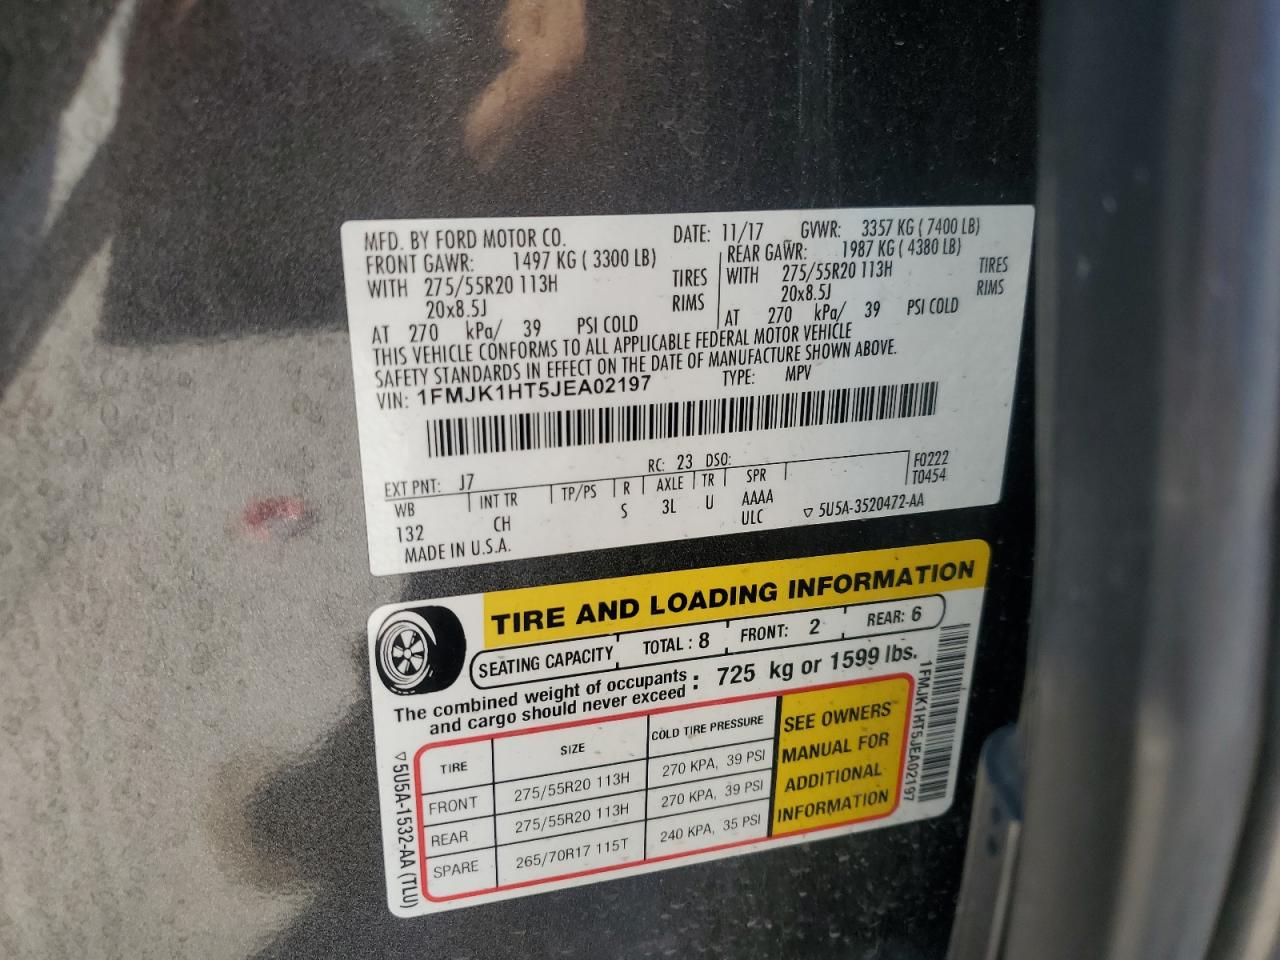 MFD. BY FORD MOTOR CO. DATE: 11/17 GVWR: 3357 KG ( 7400 LB)
FRONT GAWR: 1497 KG ( 3300 LB) REAR GAWR: 1987 KG ( 4380 LB)
WITH 275/55R20 113H TIRES WITH 275/55R20 113H TIRES
20x8.5J RIMS 20x8.5J RIMS
AT 270 kPa/ 39 PSI COLD AT 270 kPa/ 39 PSI COLD
THIS VEHICLE CONFORMS TO ALL APPLICABLE FEDERAL MOTOR VEHICLE
SAFETY STANDARDS IN EFFECT ON THE DATE OF MANUFACTURE SHOWN ABOVE.
VIN: 1FMJK1HT5JEA02197 TYPE: MPV
EXT PNT: J7 RC: 23 DSO: F0222
WB INT TR TP/PS R AXLE TR SPR T0454
132 CH S 3L U AAAA ▽ 5U5A-3520472-AA
ULC
MADE IN U.S.A.
TIRE AND LOADING INFORMATION
SEATING CAPACITY TOTAL : 8 FRONT: 2 REAR: 6
The combined weight of occupants and cargo should never exceed : 725 kg or 1599 lbs.
TIRE SIZE COLD TIRE PRESSURE
FRONT 275/55R20 113H 270 KPA, 39 PSI
REAR 275/55R20 113H 270 KPA, 39 PSI
SPARE 265/70R17 115T 240 KPA, 35 PSI
SEE OWNERS
MANUAL FOR
ADDITIONAL
INFORMATION
▽5U5A-1532-AA (TLU)
1FMJK1HT5JEA02197